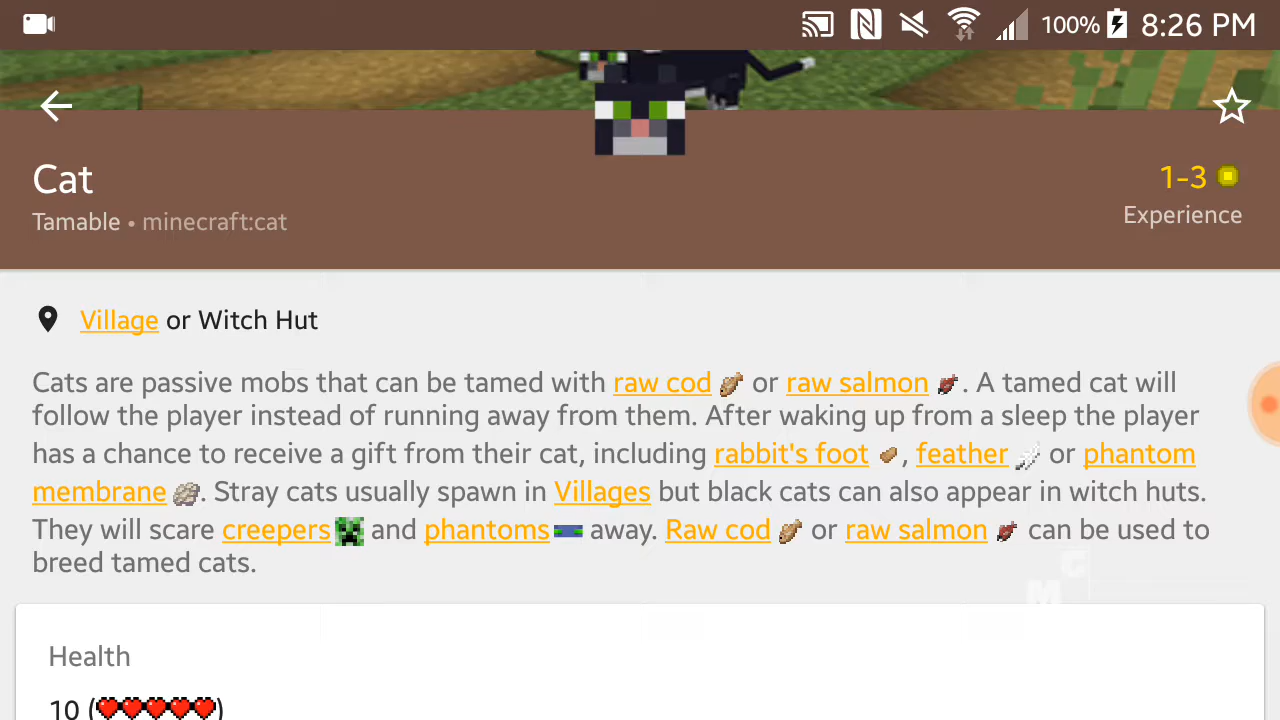 100% 8:26 PM
Cat
1-3
Tamable • minecraft:cat
Experience
Village or Witch Hut
Cats are passive mobs that can be tamed with raw cod or raw salmon . A tamed cat will
follow the player instead of running away from them. After waking up from a sleep the player
has a chance to receive a gift from their cat, including rabbit's foot , feather or phantom
membrane . Stray cats usually spawn in Villages but black cats can also appear in witch huts.
They will scare creepers and phantoms away. Raw cod or raw salmon can be used to
breed tamed cats.
MC
Health
10 (❤❤❤❤❤)